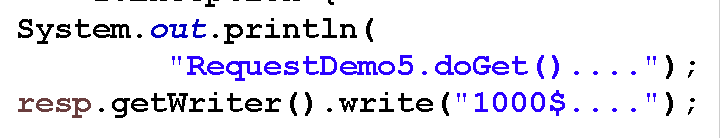 System.out.println(
"RequestDemo5.doGet()....");
resp.getWriter().write("1000$....");